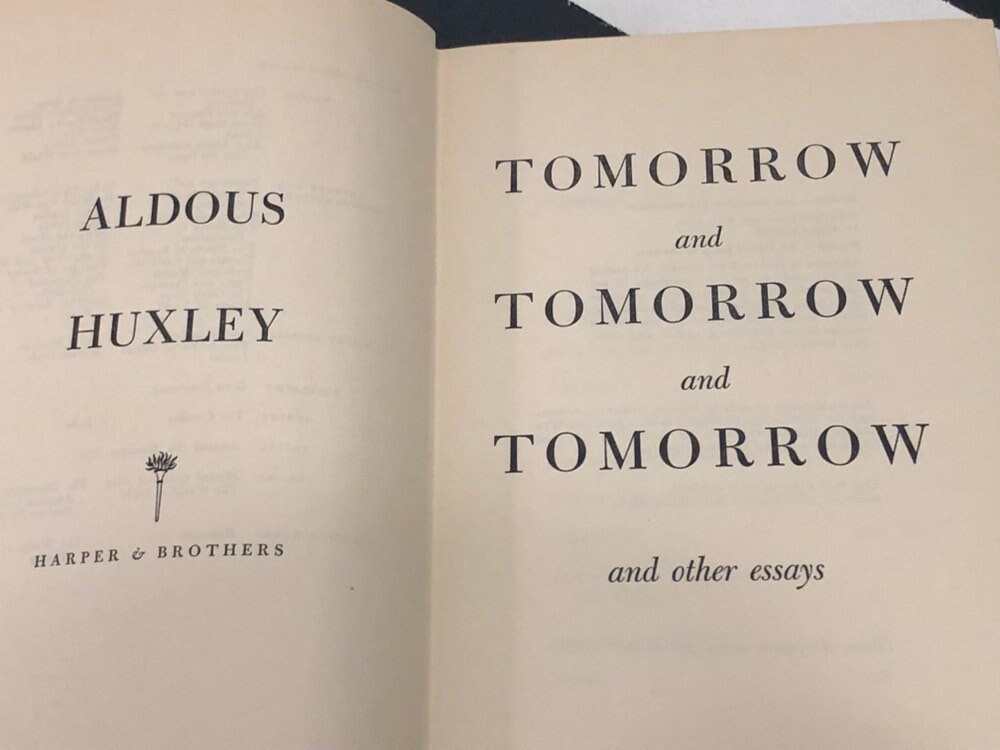 ALDOUS
HUXLEY
HARPER & BROTHERS
TOMORROW
and
TOMORROW
and
TOMORROW
and other essays